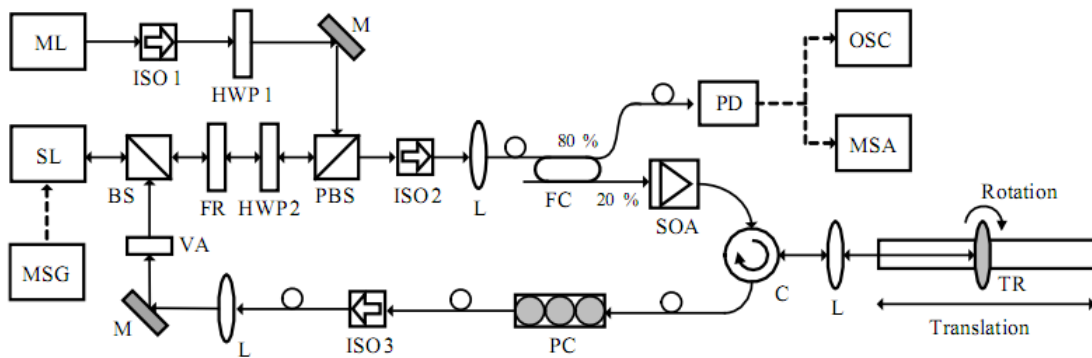 ML
ISO 1
HWP 1
M
OSC
PD
MSA
80 %
SL
BS
FR
HWP 2
PBS
ISO 2
L
FC
20 %
SOA
Rotation
MSG
VA
C
L
TR
Translation
M
L
ISO 3
PC